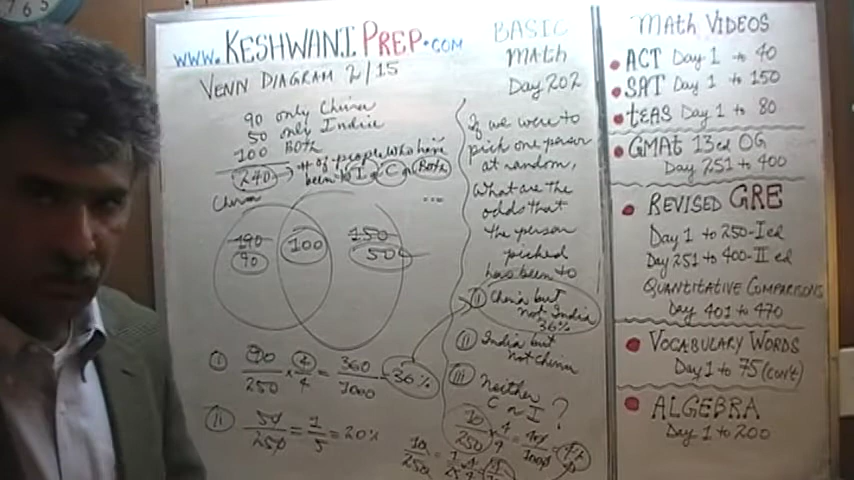 765
www.KESHWANIPREP.COM
VENN DIAGRAM 2/15
90 only China
50 only India
100 Both
240 → # of people who have
been to I or C or Both
China
...
190
90
100
150
50
I 90/250 × 4/4 = 360/1000 = 36%
II 50/250 = 1/5 = 20%
BASIC
Math
Day 202
If we were to
pick one person
at random,
What are the
odds that
the person
picked
has been to
I China but
not India
36%
II India but
not China
III Neither
C or I ?
10/250
10/250
MATH VIDEOS
ACT Day 1 to 40
SAT Day 1 to 150
tEAS Day 1 to 80
GMAt 13ed OG
Day 251 to 400
REVISED GRE
Day 1 to 250-I ed
Day 251 to 400-II ed
QUANTITATIVE COMPARISONS
Day 401 to 470
VOCABULARY WORDS
Day 1 to 75 (con't)
ALGEBRA
Day 1 to 200